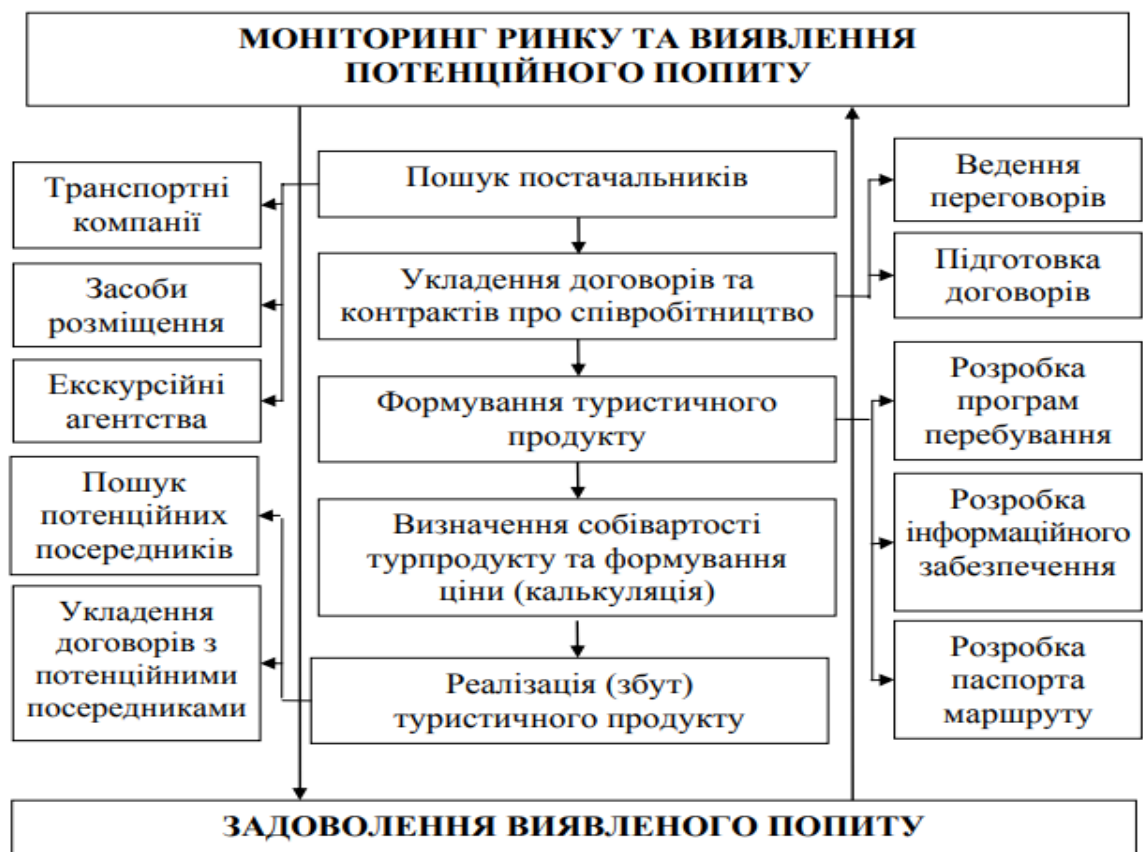 МОНІТОРИНГ РИНКУ ТА ВИЯВЛЕННЯ
ПОТЕНЦІЙНОГО ПОПИТУ
Транспортні
компанії
Засоби
розміщення
Екскурсійні
агентства
Пошук
потенційних
посередників
Укладення
договорів з
потенційними
посередниками
Пошук постачальників
Укладення договорів та
контрактів про співробітництво
Формування туристичного
продукту
Визначення собівартості
турпродукту та формування
ціни (калькуляція)
Реалізація (збут)
туристичного продукту
Ведення
переговорів
Підготовка
договорів
Розробка
програм
перебування
Розробка
інформаційного
забезпечення
Розробка
паспорта
маршруту
ЗАДОВОЛЕННЯ ВИЯВЛЕНОГО ПОПИТУ